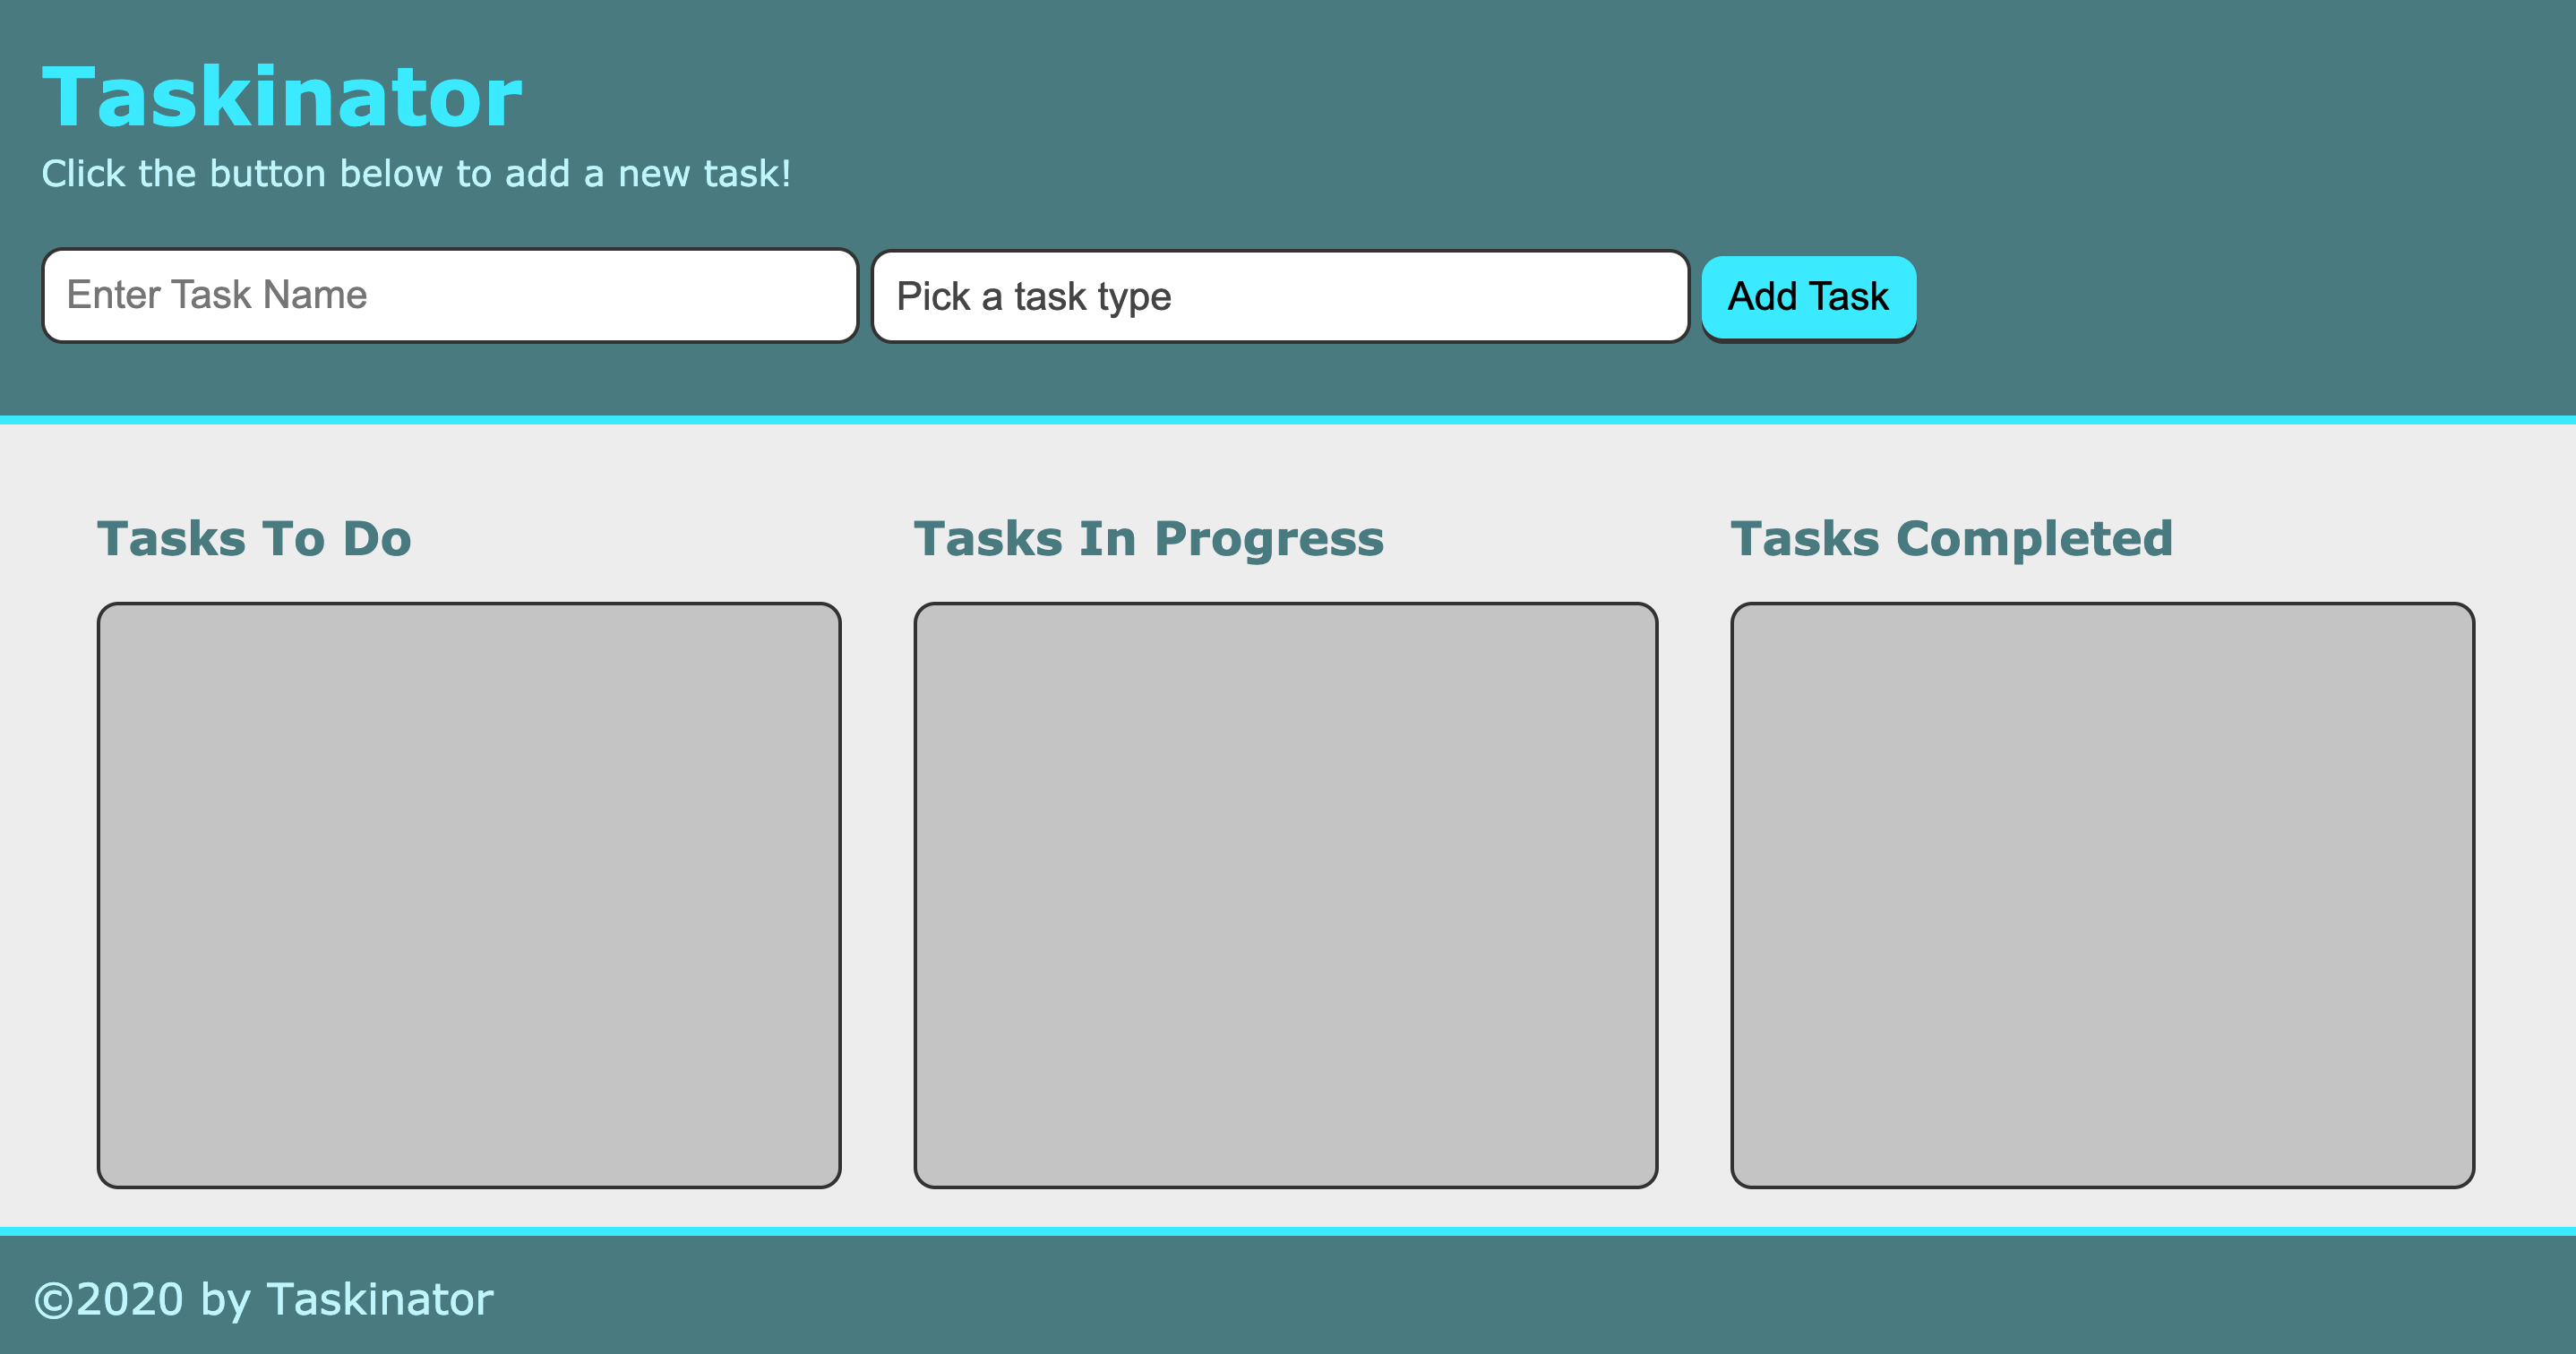 Taskinator
Click the button below to add a new task!
Enter Task Name
Pick a task type
Add Task
Tasks To Do
Tasks In Progress
Tasks Completed
©2020 by Taskinator